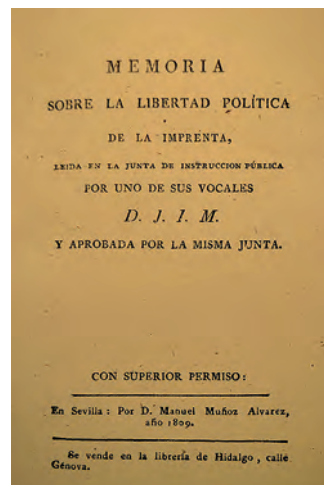 MEMORIA
SOBRE LA LIBERTAD POLÍTICA
DE LA IMPRENTA,
LEIDA EN LA JUNTA DE INSTRUCCION PÚBLICA
POR UNO DE SUS VOCALES
D. J. I. M.
Y APROBADA POR LA MISMA JUNTA.
CON SUPERIOR PERMISO:
En Sevilla: Por D. Manuel Muñoz Alvarez,
año 1809.
Se vende en la librería de Hidalgo, calle
Génova.